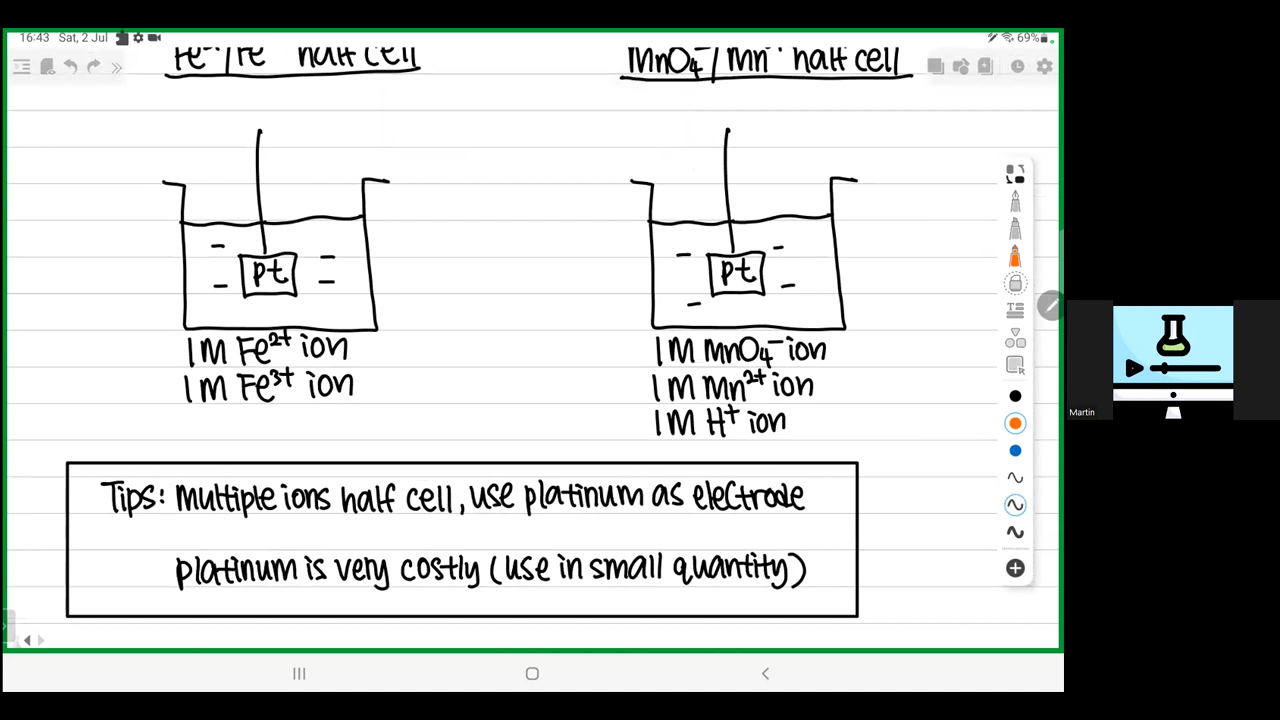 16:43 Sat, 2 Jul 69%
half cell
MnO₄⁻/Mn half cell
pt
pt
1M Fe²⁺ ion
1M Fe³⁺ ion
1M MnO₄⁻ ion
1M Mn²⁺ ion
1M H⁺ ion
Tips: Multiple ions half cell, use platinum as electrode
platinum is very costly (use in small quantity)
Martin